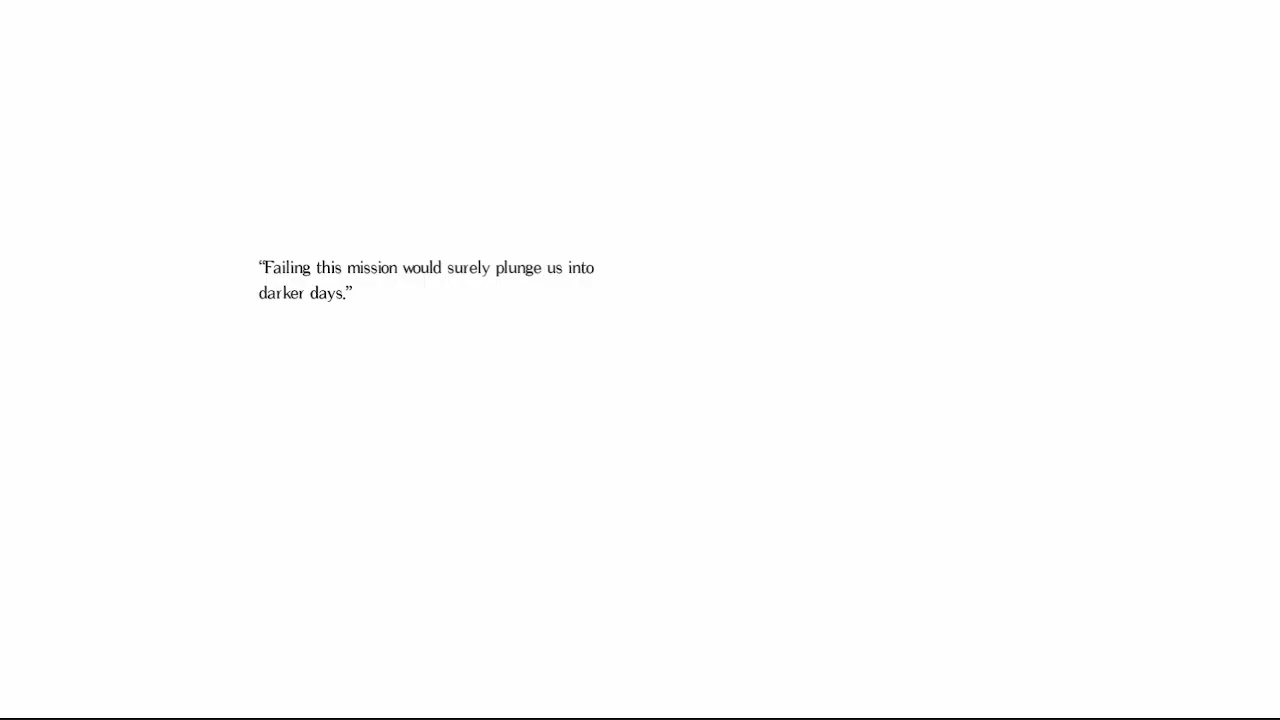 “Failing this mission would surely plunge us into
darker days.”